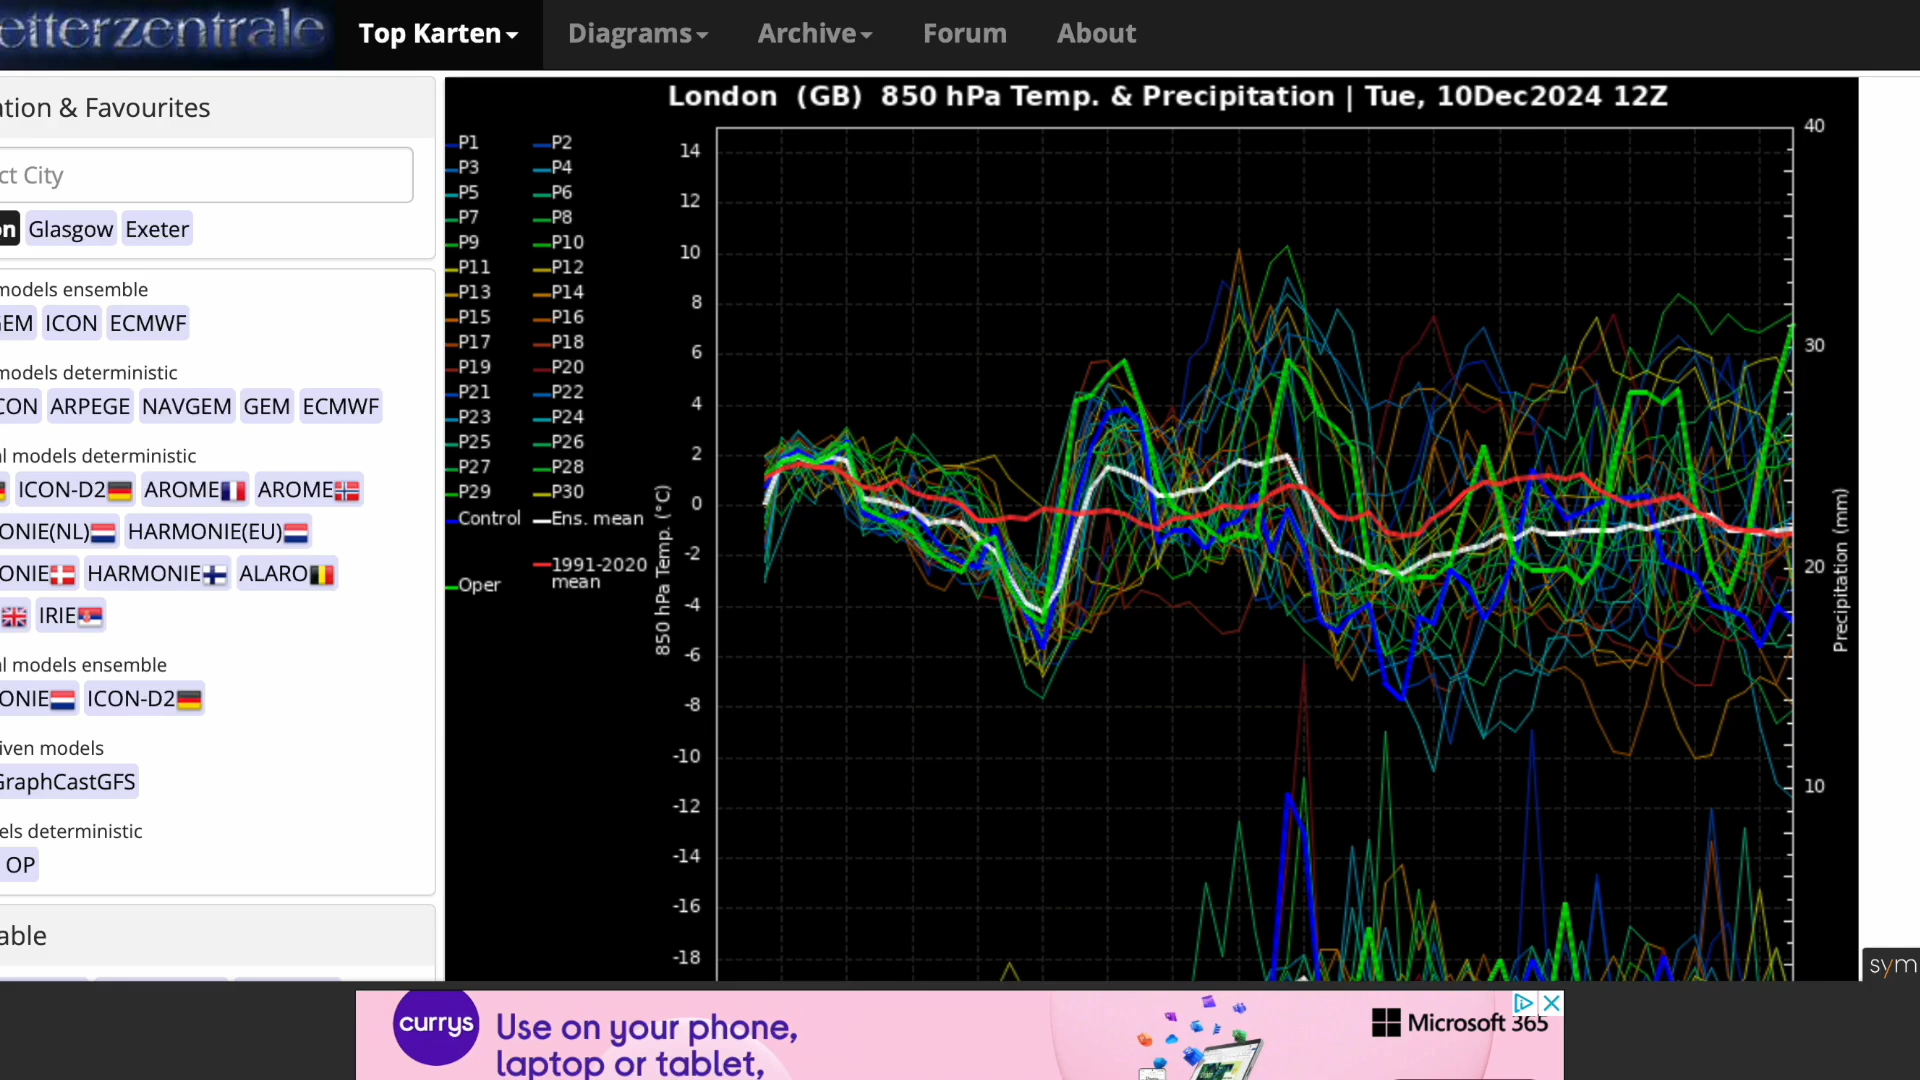 etterzentrale
Top Karten
Diagrams
Archive
Forum
About
ation & Favourites
ct City
on Glasgow Exeter
models ensemble
GEM ICON ECMWF
models deterministic
CON ARPEGE NAVGEM GEM ECMWF
l models deterministic
ICON-D2 AROME AROME
ONIE(NL) HARMONIE(EU)
ONIE HARMONIE ALARO
IRIE
l models ensemble
ONIE ICON-D2
iven models
GraphCastGFS
els deterministic
OP
able
London (GB) 850 hPa Temp. & Precipitation | Tue, 10Dec2024 12Z
P1 P2
P3 P4
P5 P6
P7 P8
P9 P10
P11 P12
P13 P14
P15 P16
P17 P18
P19 P20
P21 P22
P23 P24
P25 P26
P27 P28
P29 P30
Control Ens. mean
1991-2020
mean
Oper
850 hPa Temp. (°C)
14
12
10
8
6
4
2
0
-2
-4
-6
-8
-10
-12
-14
-16
-18
40
30
20
10
Precipitation (mm)
sym
currys
Use on your phone,
laptop or tablet,
Microsoft 365